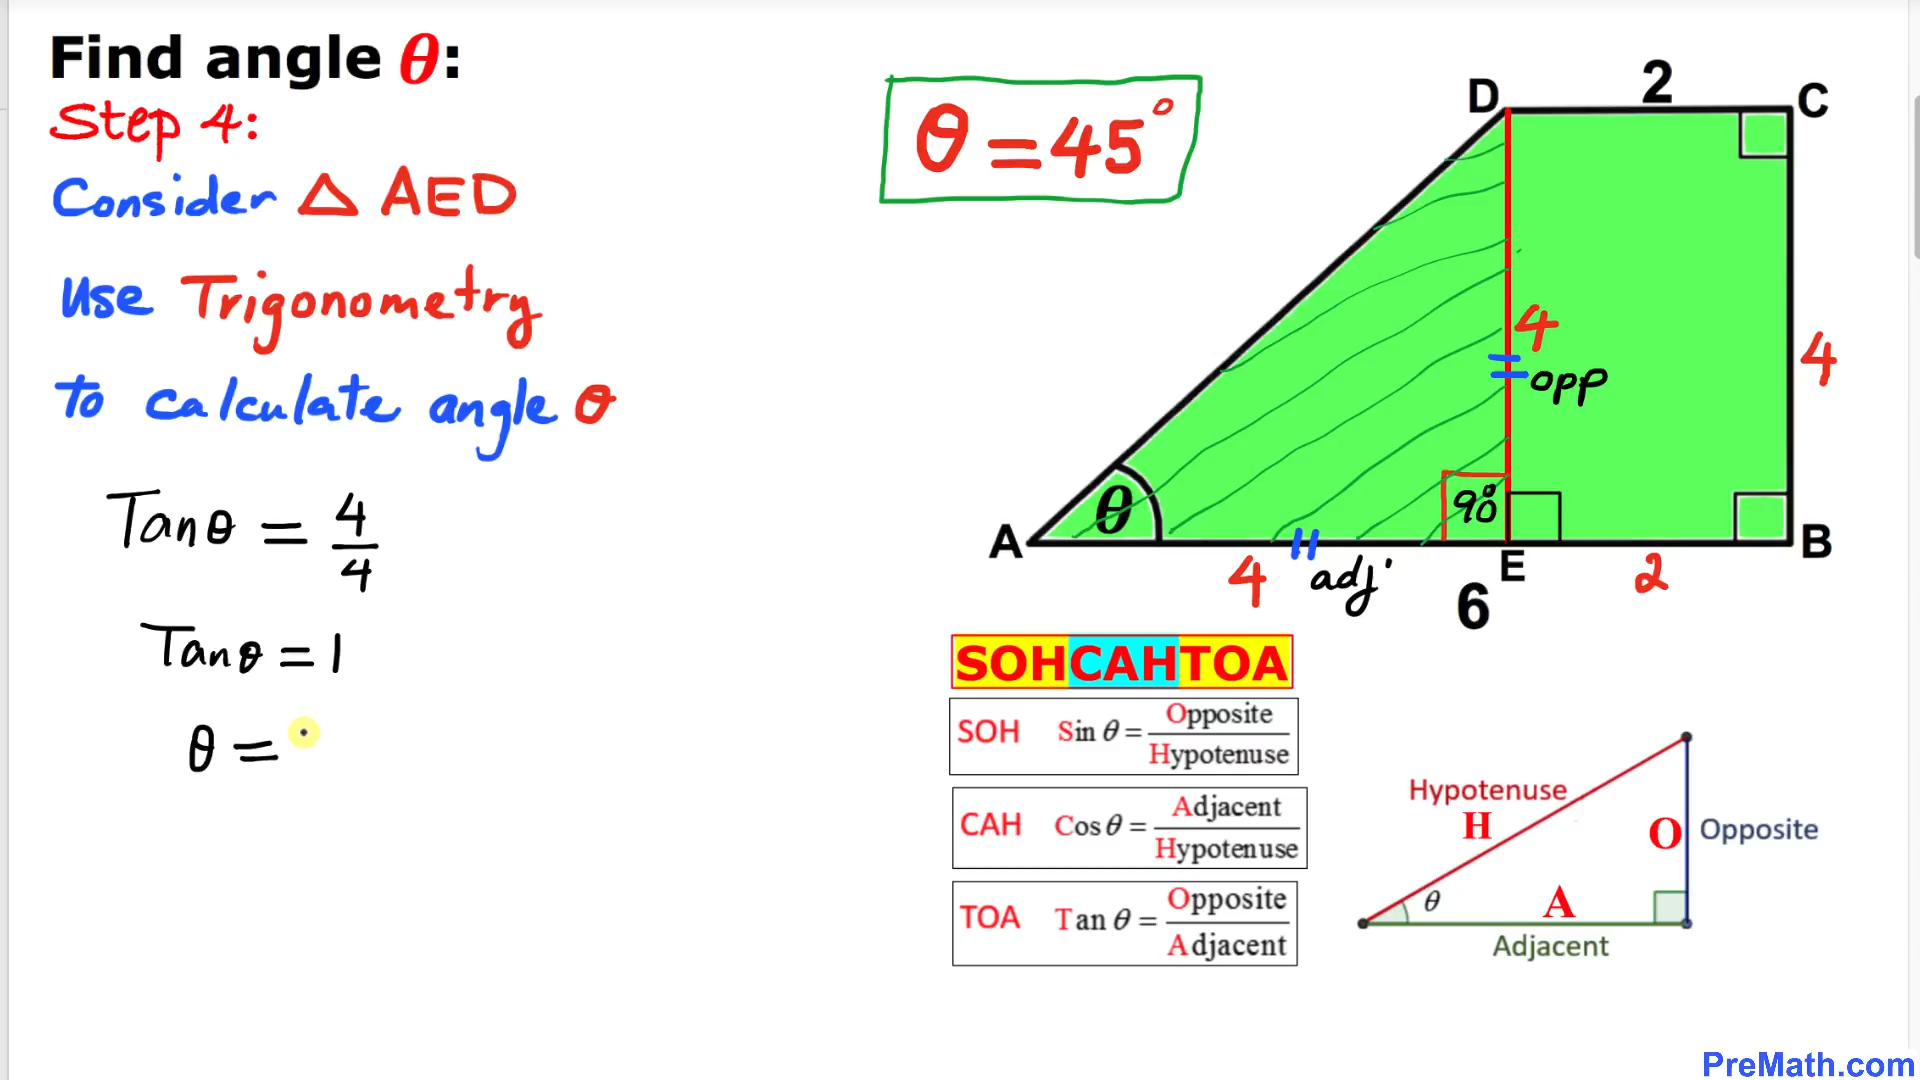 Find angle θ:
Step 4:
Consider △ AED
Use Trigonometry
To calculate angle θ
Tanθ = 4/4
Tanθ = 1
θ =
θ = 45°
D 2 C
4
opp
4
θ
90°
A E B
4 adj. 2
6
SOHCAHTOA
SOH Sin θ = Opposite/Hypotenuse
CAH Cos θ = Adjacent/Hypotenuse
TOA Tan θ = Opposite/Adjacent
Hypotenuse
H
O Opposite
θ
A
Adjacent
PreMath.com